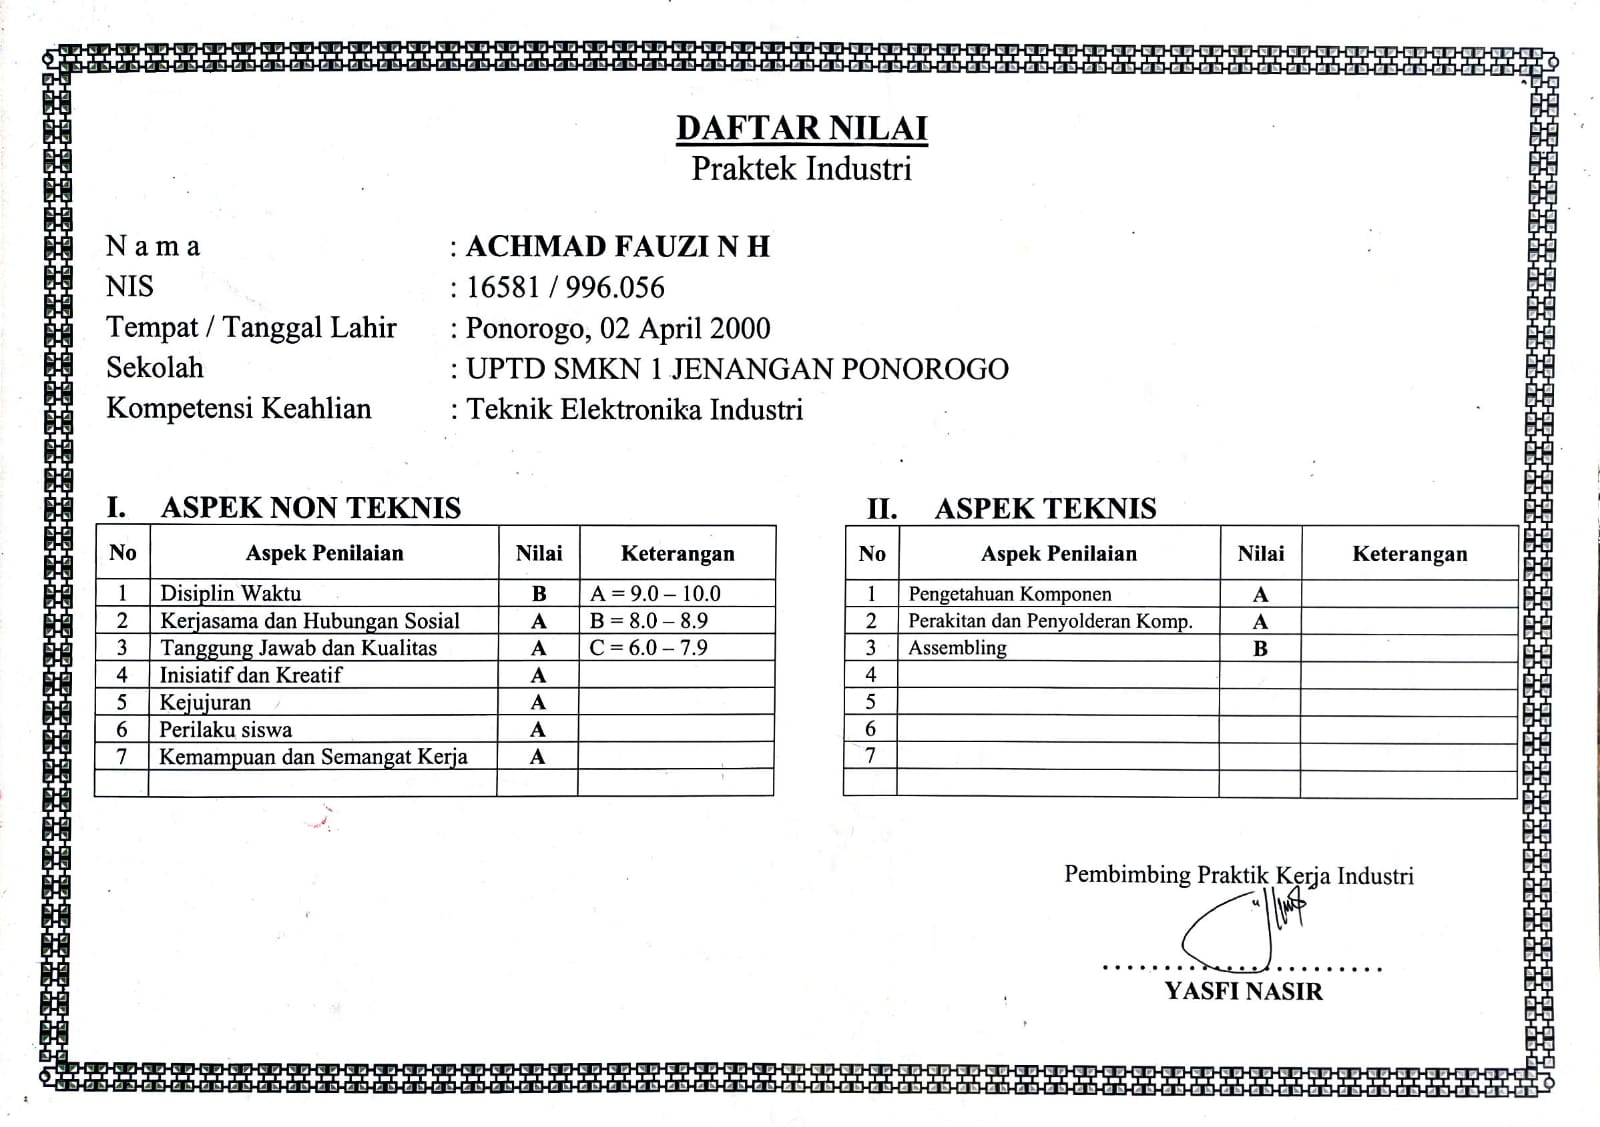 DAFTAR NILAI
Praktek Industri
N a m a : ACHMAD FAUZI N H
NIS : 16581 / 996.056
Tempat / Tanggal Lahir : Ponorogo, 02 April 2000
Sekolah : UPTD SMKN 1 JENANGAN PONOROGO
Kompetensi Keahlian : Teknik Elektronika Industri
I. ASPEK NON TEKNIS
No Aspek Penilaian Nilai Keterangan
1 Disiplin Waktu B A = 9.0 – 10.0
2 Kerjasama dan Hubungan Sosial A B = 8.0 – 8.9
3 Tanggung Jawab dan Kualitas A C = 6.0 – 7.9
4 Inisiatif dan Kreatif A
5 Kejujuran A
6 Perilaku siswa A
7 Kemampuan dan Semangat Kerja A
II. ASPEK TEKNIS
No Aspek Penilaian Nilai Keterangan
1 Pengetahuan Komponen A
2 Perakitan dan Penyolderan Komp. A
3 Assembling B
4
5
6
7
Pembimbing Praktik Kerja Industri
YASFI NASIR